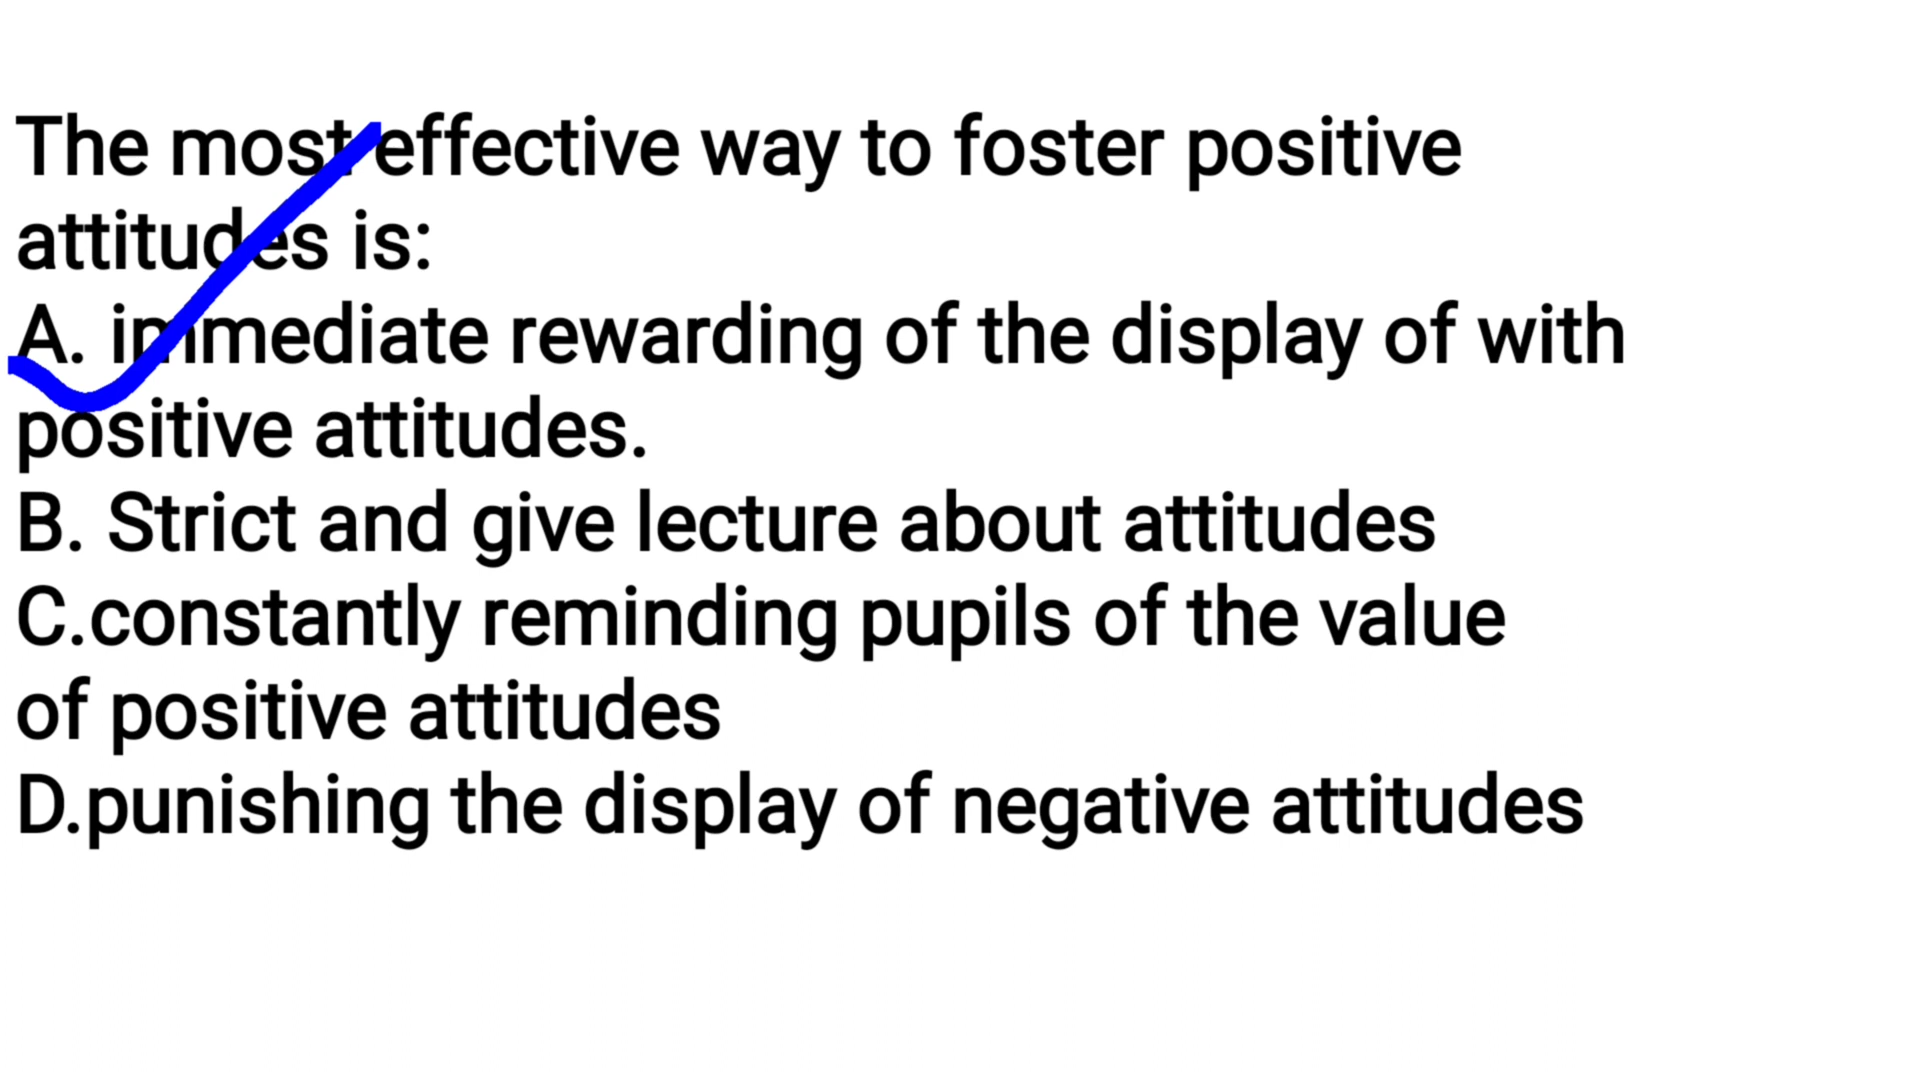 The most effective way to foster positive
attitudes is:
A. immediate rewarding of the display of with
positive attitudes.
B. Strict and give lecture about attitudes
C.constantly reminding pupils of the value
of positive attitudes
D.punishing the display of negative attitudes